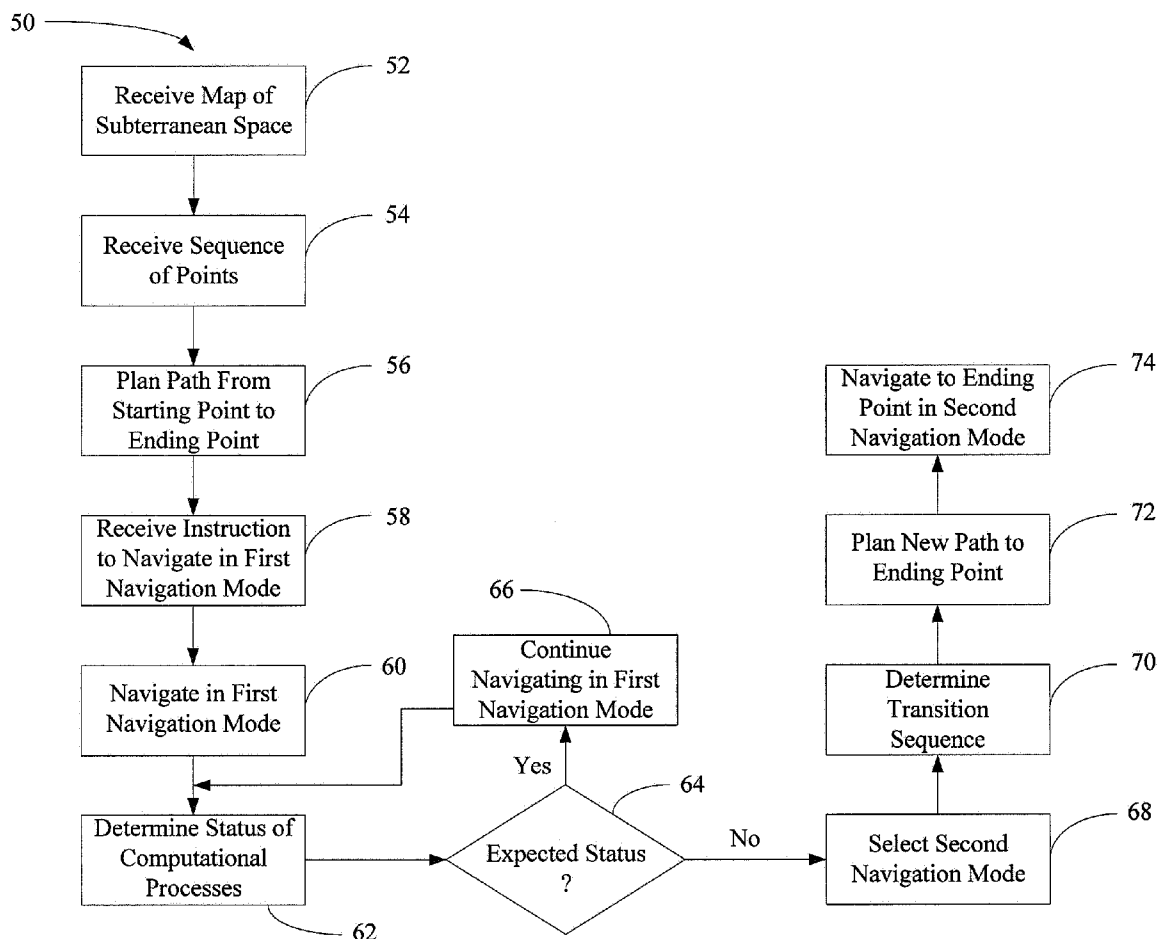 50
52
Receive Map of
Subterranean Space
54
Receive Sequence
of Points
56
Plan Path From
Starting Point to
Ending Point
58
Receive Instruction
to Navigate in First
Navigation Mode
60
Navigate in First
Navigation Mode
62
Determine Status of
Computational
Processes
64
Expected Status
?
Yes
66
Continue
Navigating in First
Navigation Mode
No
68
Select Second
Navigation Mode
70
Determine
Transition
Sequence
72
Plan New Path to
Ending Point
74
Navigate to Ending
Point in Second
Navigation Mode